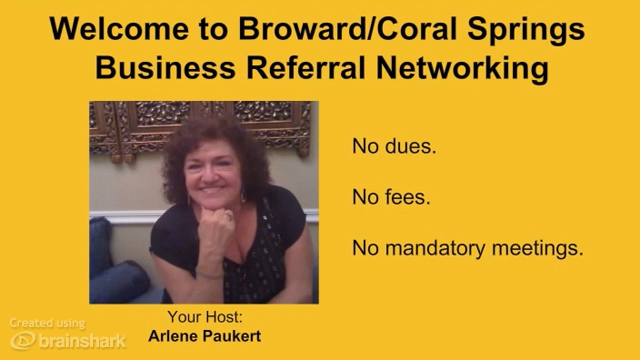 Welcome to Broward/Coral Springs
Business Referral Networking
No dues.
No fees.
No mandatory meetings.
Your Host:
Arlene Paukert
Created using
brainshark